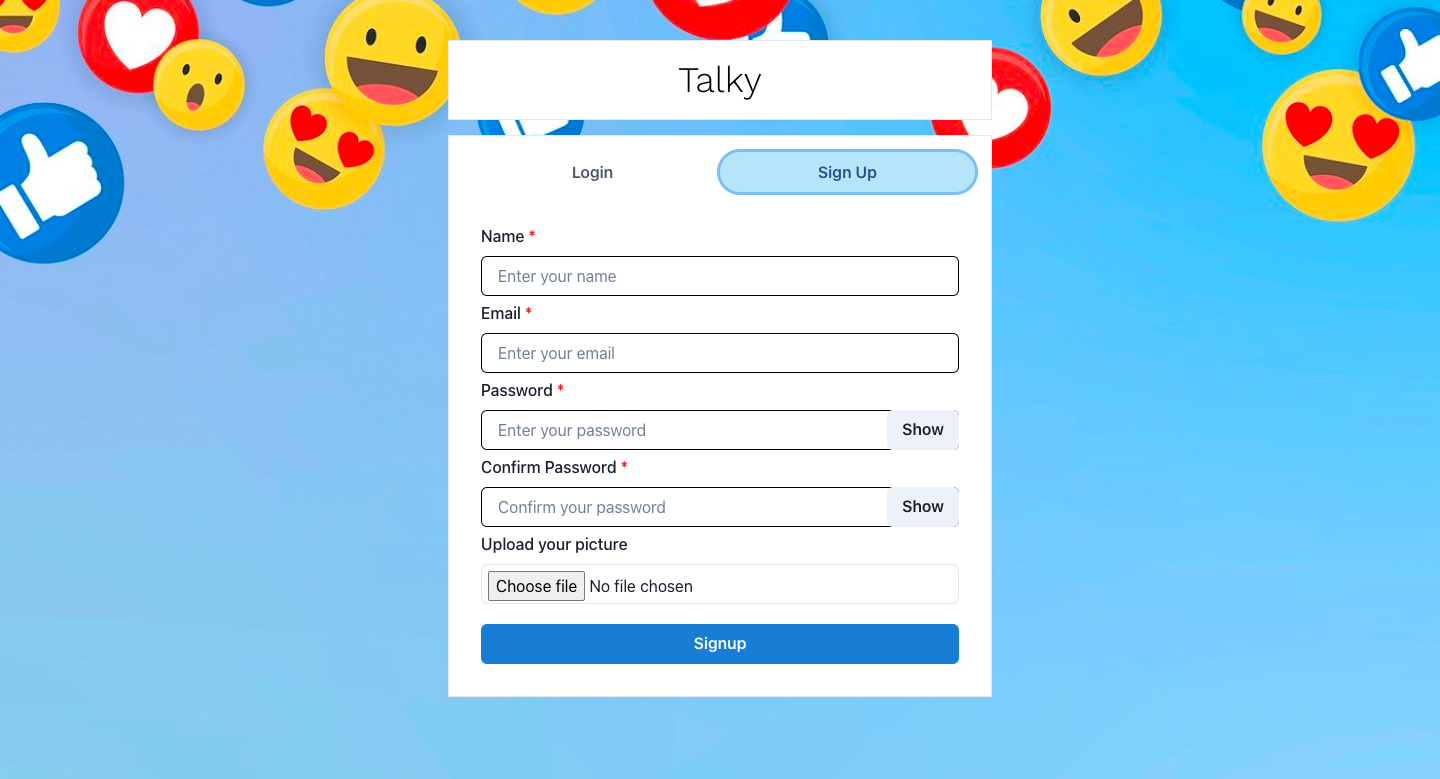 Talky
Login Sign Up
Name *
Enter your name
Email *
Enter your email
Password *
Enter your password Show
Confirm Password *
Confirm your password Show
Upload your picture
Choose file No file chosen
Signup